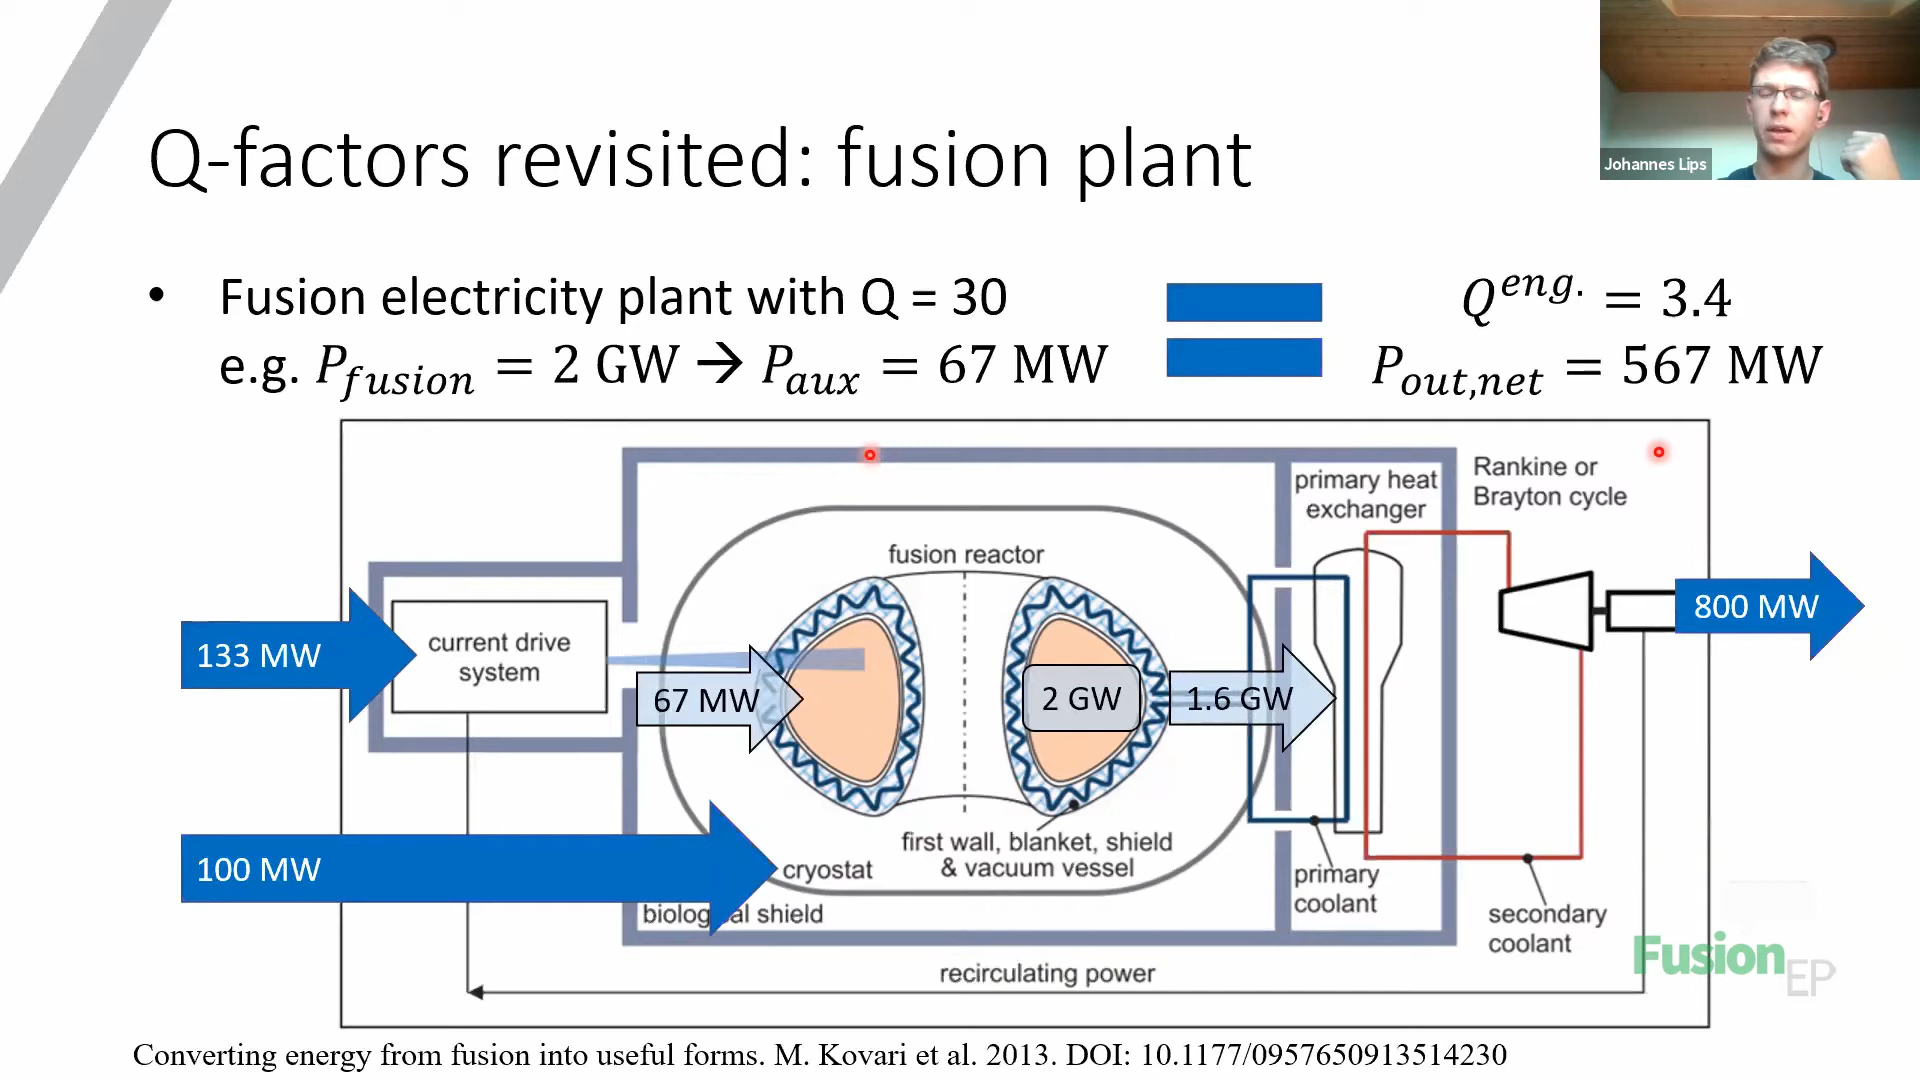 Johannes Lips
Q-factors revisited: fusion plant
• Fusion electricity plant with Q = 30
e.g. P_fusion = 2 GW → P_aux = 67 MW
Q^eng. = 3.4
P_out,net = 567 MW
Rankine or
Brayton cycle
primary heat
exchanger
fusion reactor
800 MW
133 MW
current drive
system
67 MW
2 GW
1.6 GW
first wall, blanket, shield
& vacuum vessel
100 MW
cryostat
primary
coolant
secondary
coolant
biolog al shield
recirculating power
FusionEP
Converting energy from fusion into useful forms. M. Kovari et al. 2013. DOI: 10.1177/0957650913514230